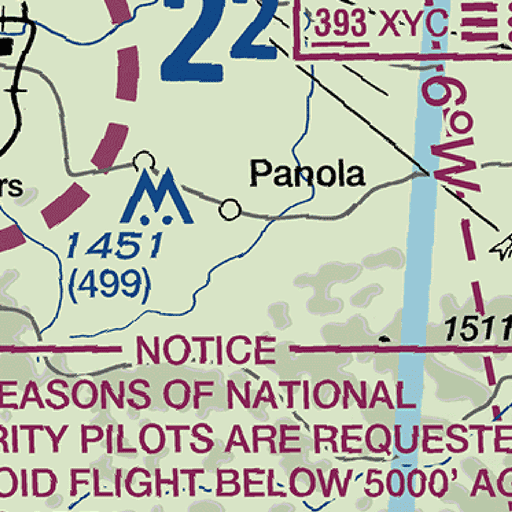 22
393 XYC
6°W
Panola
rs
1451
(499)
1511
NOTICE
EASONS OF NATIONAL
RITY PILOTS ARE REQUESTE
OID FLIGHT BELOW 5000' AG